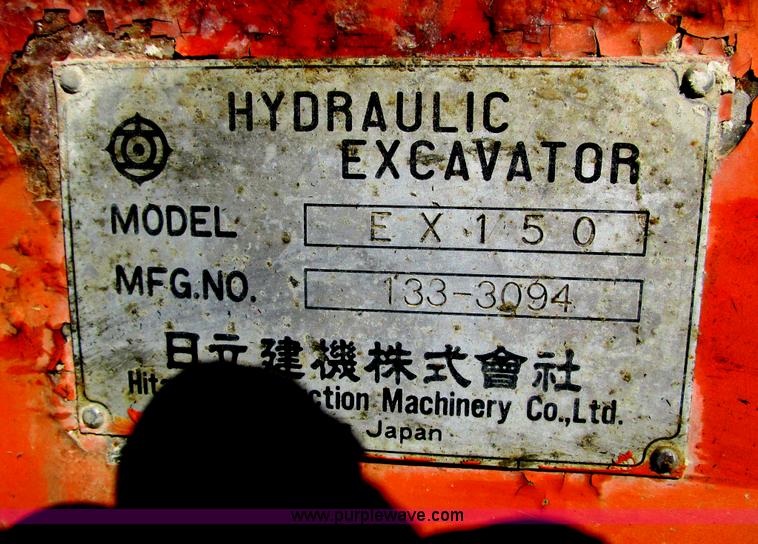 HYDRAULIC
EXCAVATOR
MODEL EX150
MFG.NO. 133-3094
日立建機株式會社
Machinery Co.,Ltd.
Japan
www.purplewave.com